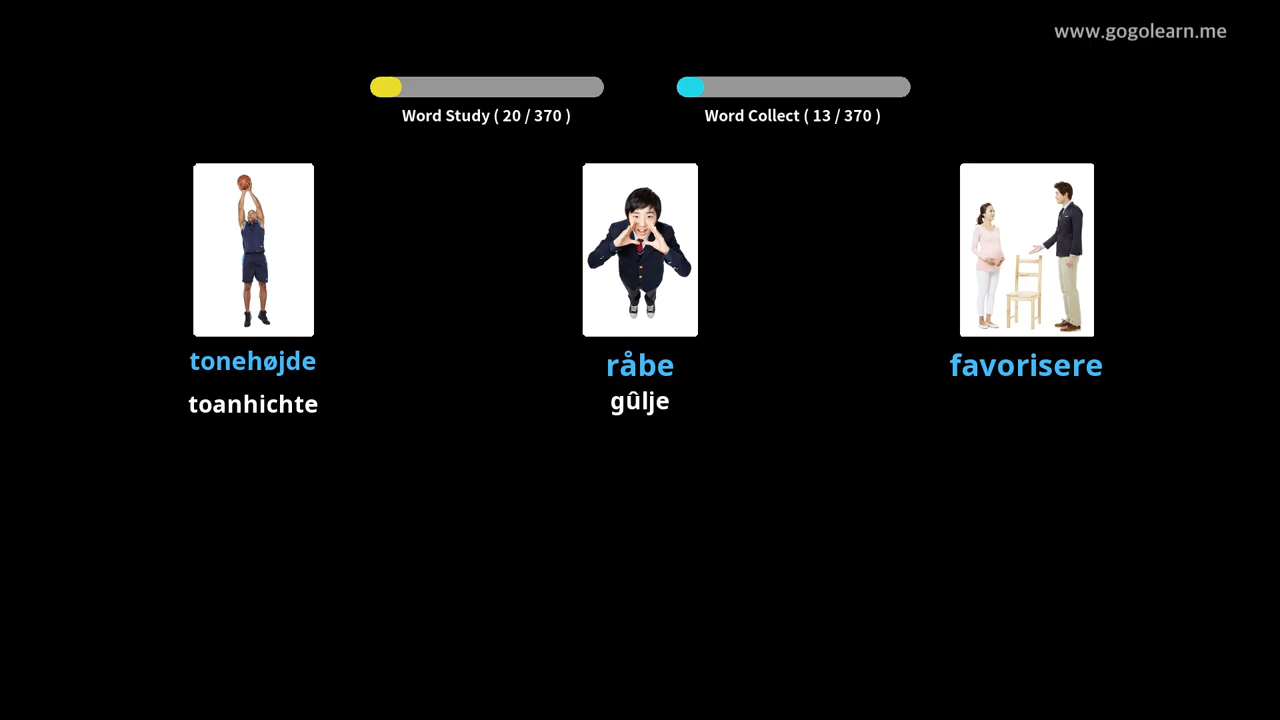 www.gogolearn.me
Word Study ( 20 / 370 )
Word Collect ( 13 / 370 )
tonehøjde
råbe
favorisere
toanhichte
gûlje